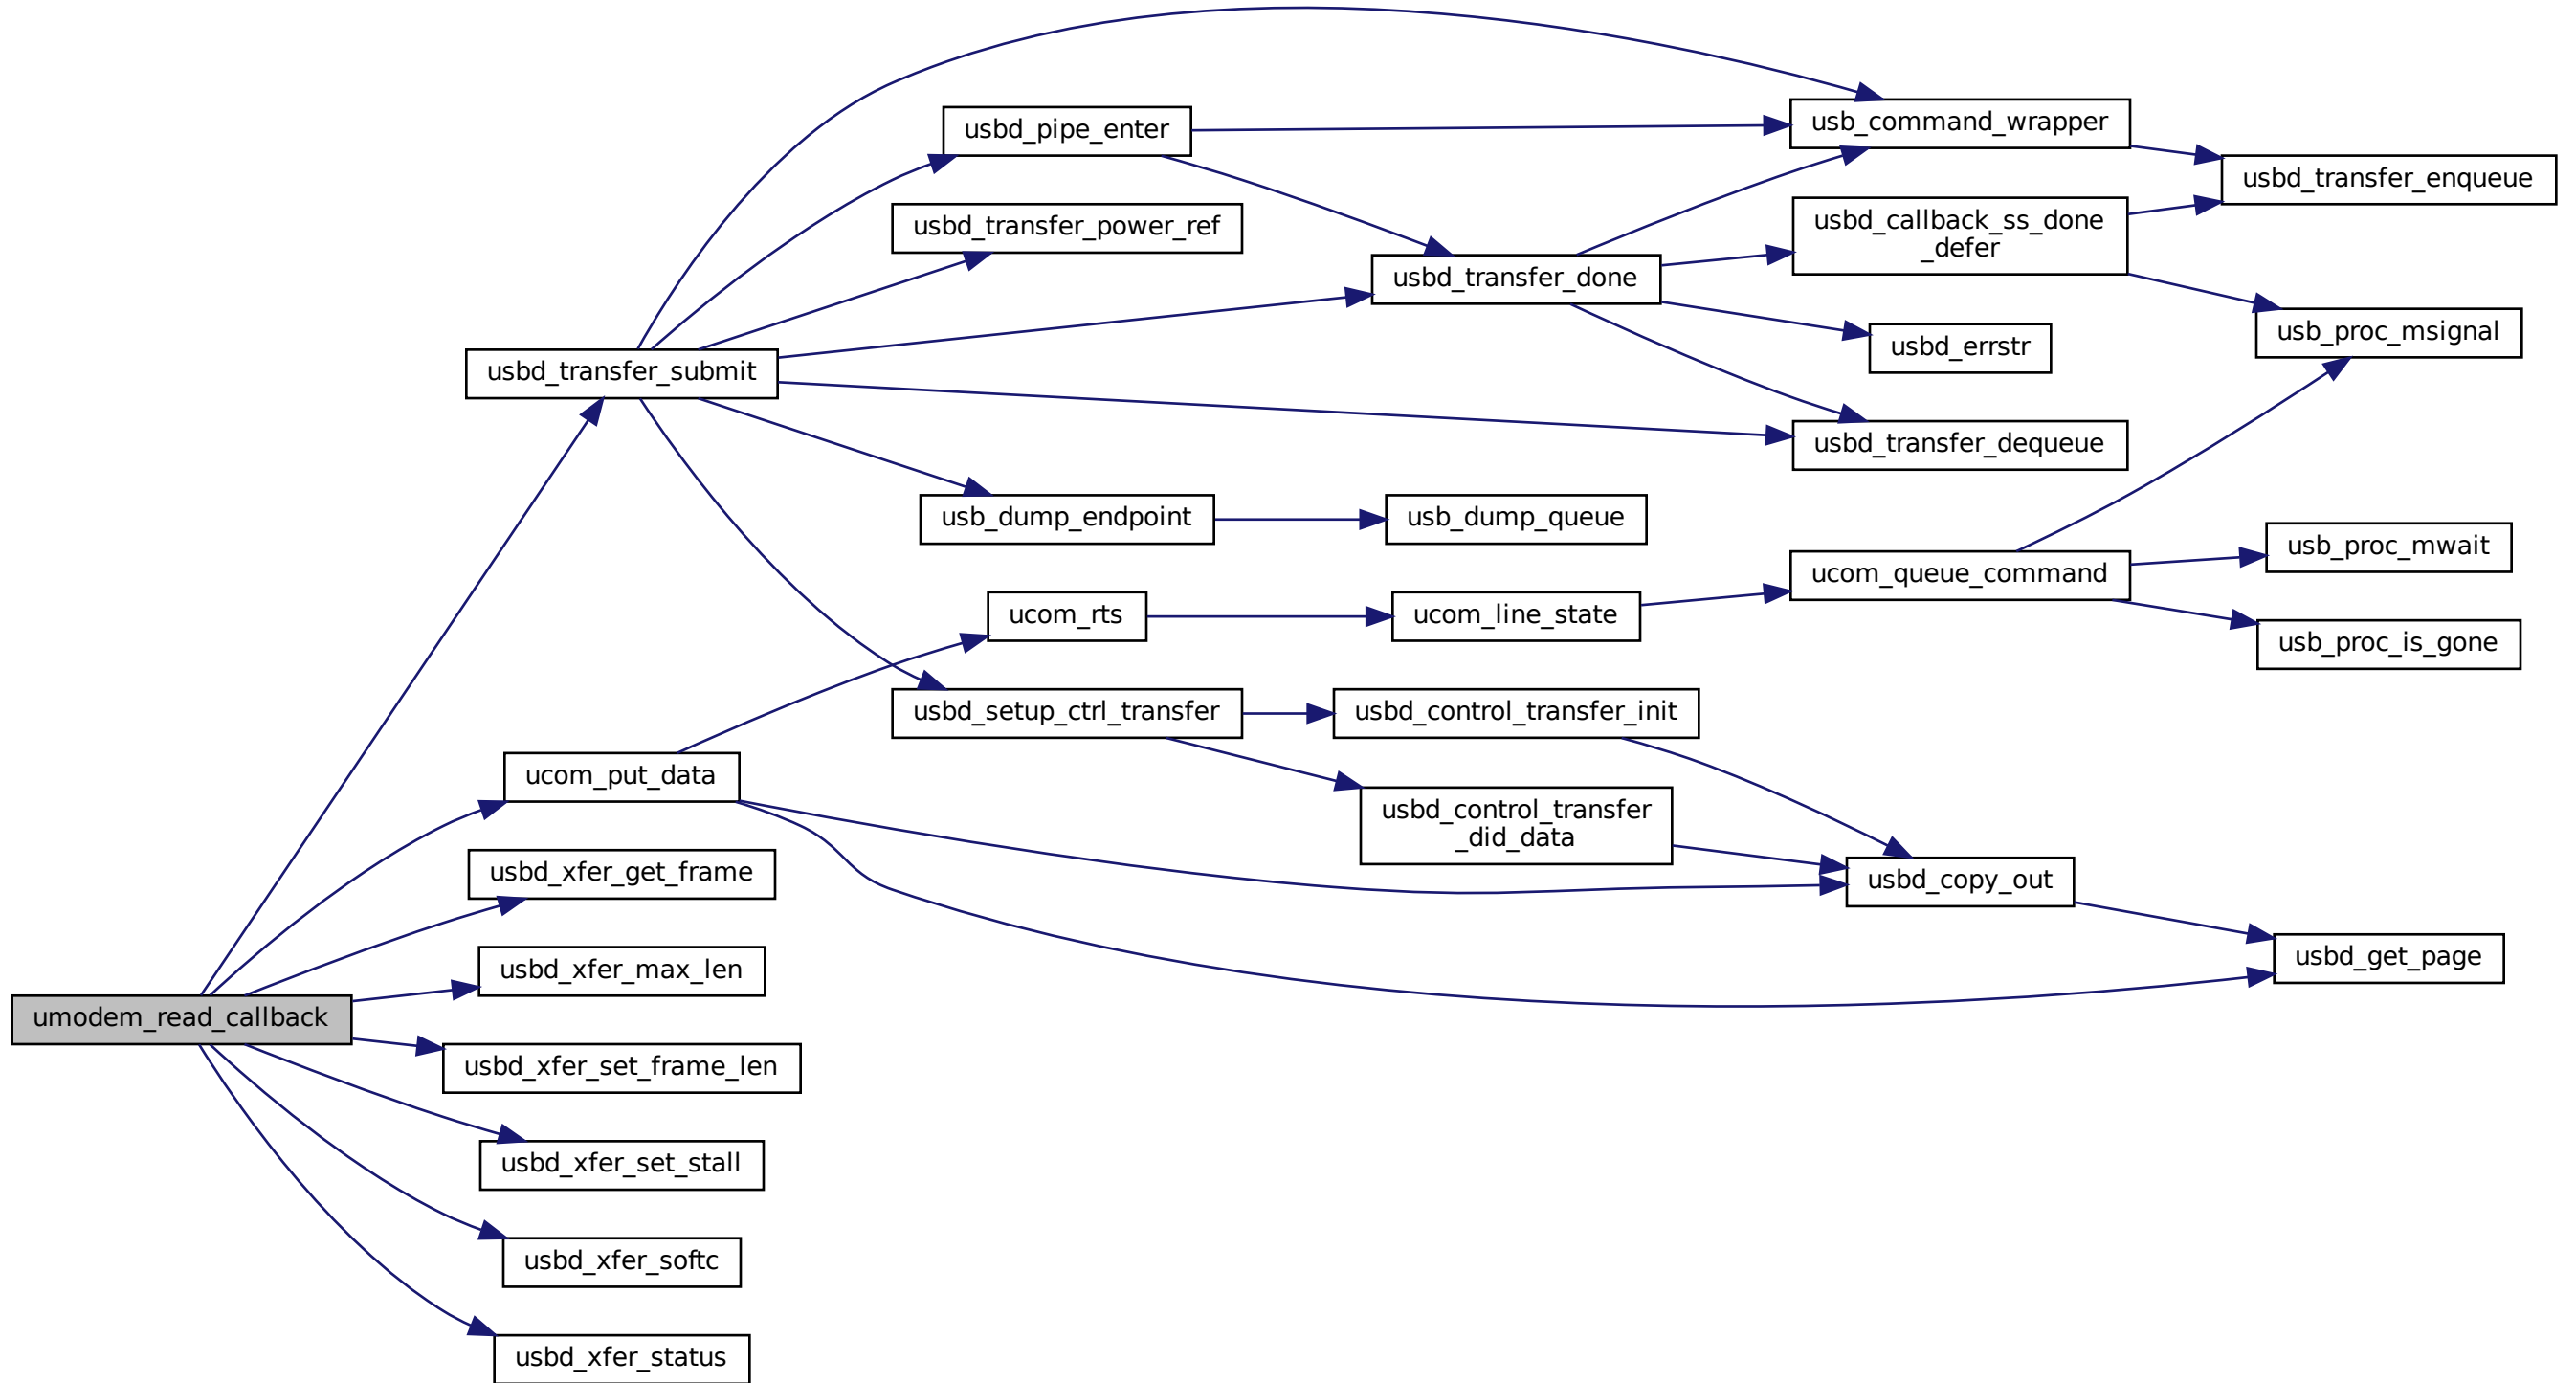 usb_command_wrapper
usbd_pipe_enter
usbd_transfer_enqueue
usbd_transfer_power_ref
usbd_callback_ss_done
_defer
usbd_transfer_done
usb_proc_msignal
usbd_errstr
usbd_transfer_submit
usbd_transfer_dequeue
usb_dump_endpoint
usb_dump_queue
usb_proc_mwait
ucom_queue_command
ucom_rts
ucom_line_state
usb_proc_is_gone
usbd_setup_ctrl_transfer
usbd_control_transfer_init
ucom_put_data
usbd_control_transfer
_did_data
usbd_xfer_get_frame
usbd_copy_out
usbd_get_page
usbd_xfer_max_len
umodem_read_callback
usbd_xfer_set_frame_len
usbd_xfer_set_stall
usbd_xfer_softc
usbd_xfer_status